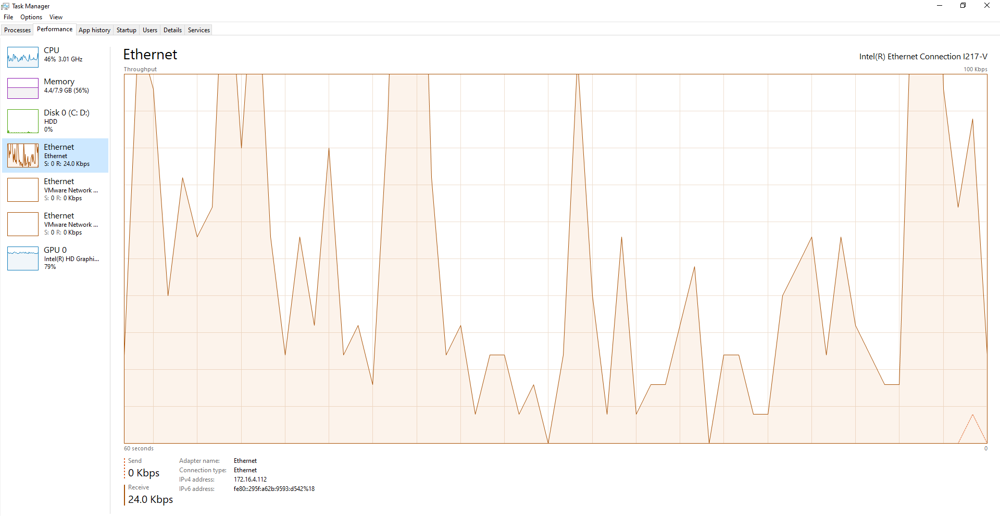 Task Manager
File Options View
Processes Performance App history Startup Users Details Services
CPU
46% 3.01 GHz
Memory
4.4/7.9 GB (56%)
Disk 0 (C: D:)
HDD
0%
Ethernet
Ethernet
S: 0 R: 24.0 Kbps
Ethernet
VMware Network ...
S: 0 R: 0 Kbps
Ethernet
VMware Network ...
S: 0 R: 0 Kbps
GPU 0
Intel(R) HD Graphi...
79%
Ethernet
Intel(R) Ethernet Connection I217-V
Throughput
100 Kbps
60 seconds
0
Send
0 Kbps
Receive
24.0 Kbps
Adapter name: Ethernet
Connection type: Ethernet
IPv4 address: 172.16.4.112
IPv6 address: fe80::295f:a62b:9593:d542%18